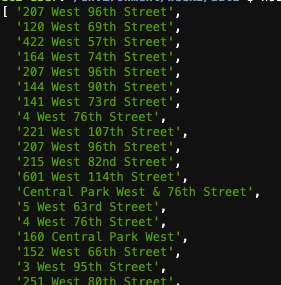 [ '207 West 96th Street',
'120 West 69th Street',
'422 West 57th Street',
'164 West 74th Street',
'207 West 96th Street',
'144 West 90th Street',
'141 West 73rd Street',
'4 West 76th Street',
'221 West 107th Street',
'207 West 96th Street',
'215 West 82nd Street',
'601 West 114th Street',
'Central Park West & 76th Street',
'5 West 63rd Street',
'4 West 76th Street',
'160 Central Park West',
'152 West 66th Street',
'3 West 95th Street',
'251 West 80th Street',